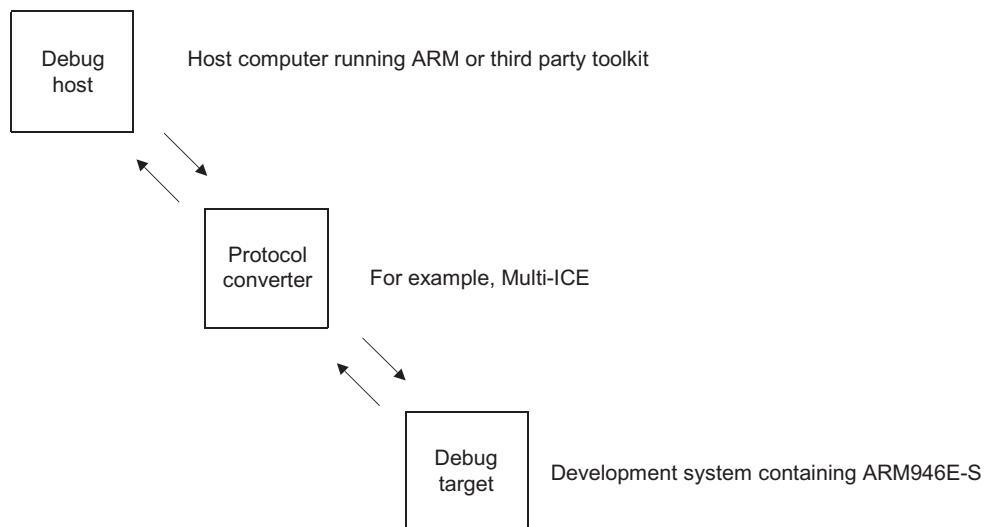 Debug
host
Host computer running ARM or third party toolkit
Protocol
converter
For example, Multi-ICE
Debug
target
Development system containing ARM946E-S